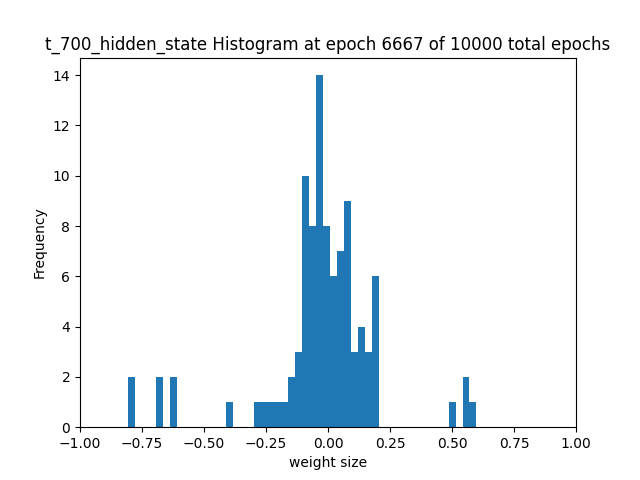 t_700_hidden_state Histogram at epoch 6667 of 10000 total epochs
14
12
10
8
6
4
2
0
Frequency
−1.00 −0.75 −0.50 −0.25 0.00 0.25 0.50 0.75 1.00
weight size